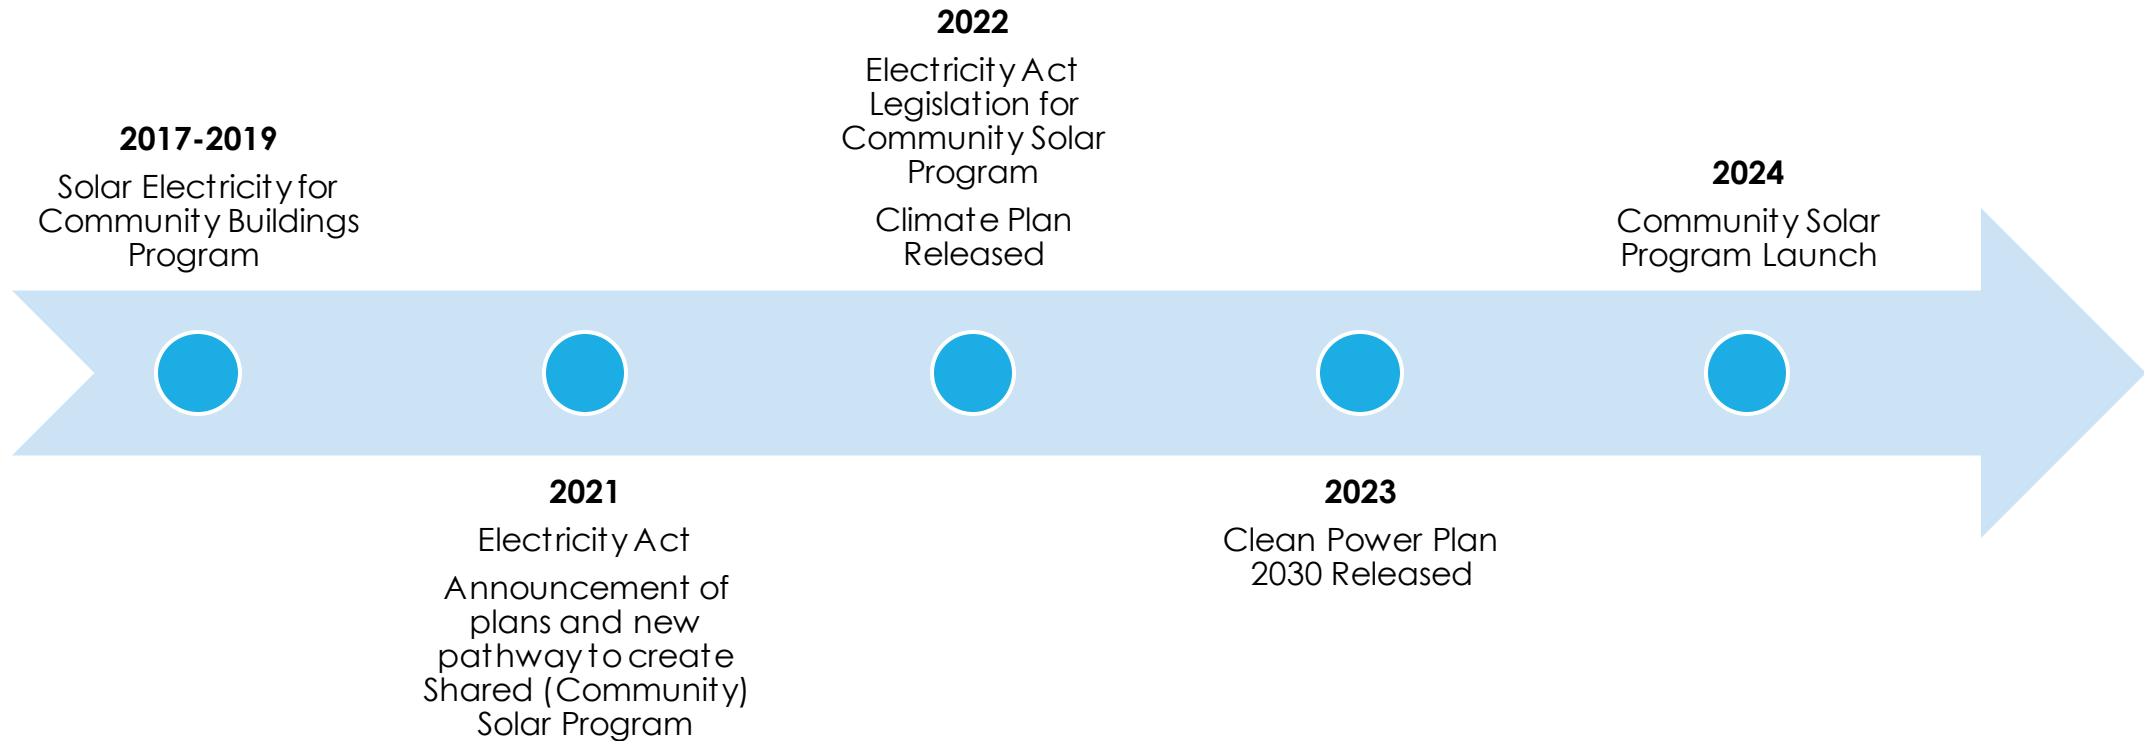 2017-2019
Solar Electricity for
Community Buildings
Program
2021
Electricity Act
Announcement of
plans and new
pathway to create
Shared (Community)
Solar Program
2022
Electricity Act
Legislation for
Community Solar
Program
Climate Plan
Released
2023
Clean Power Plan
2030 Released
2024
Community Solar
Program Launch